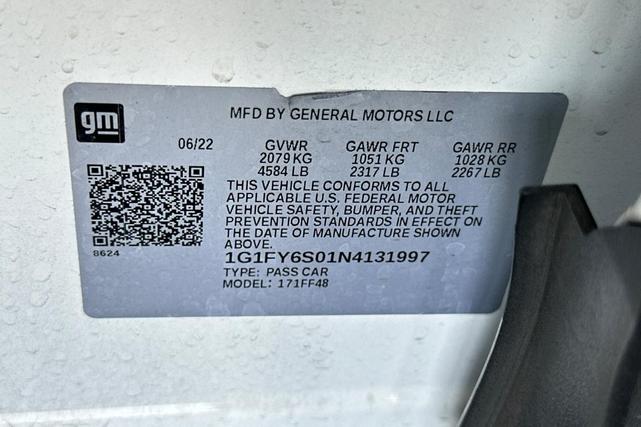 gm
MFD BY GENERAL MOTORS LLC
06/22 GVWR GAWR FRT GAWR RR
2079 KG 1051 KG 1028 KG
4584 LB 2317 LB 2267 LB
THIS VEHICLE CONFORMS TO ALL
APPLICABLE U.S. FEDERAL MOTOR
VEHICLE SAFETY, BUMPER, AND THEFT
PREVENTION STANDARDS IN EFFECT ON
THE DATE OF MANUFACTURE SHOWN
ABOVE.
8624
1G1FY6S01N4131997
TYPE: PASS CAR
MODEL: 171FF48